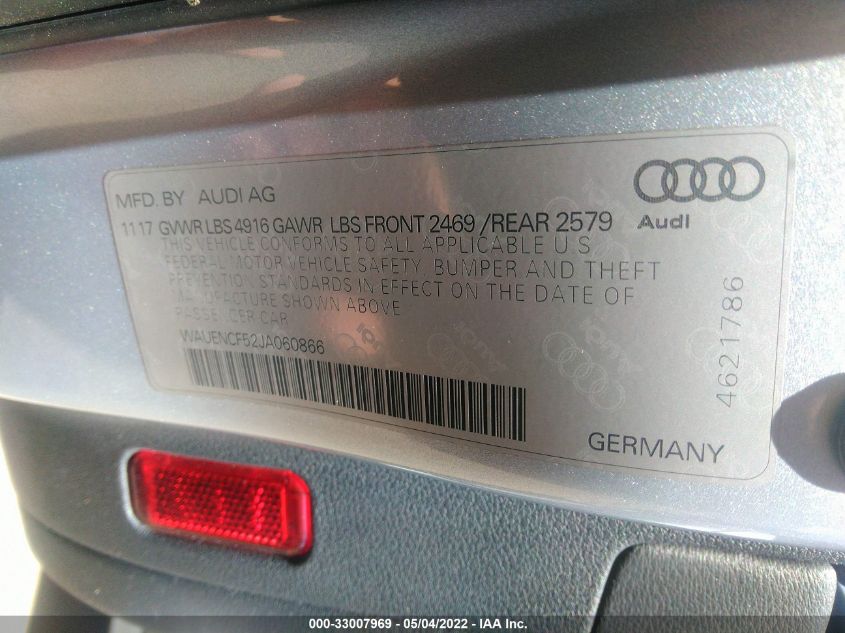 MFD. BY AUDI AG
Audi
11.17 GVWR LBS 4916 GAWR LBS FRONT 2469 /REAR 2579
THIS VEHICLE CONFORMS TO ALL APPLICABLE U.S.
FEDERAL MOTOR VEHICLE SAFETY, BUMPER AND THEFT
PREVENTION STANDARDS IN EFFECT ON THE DATE OF
MANUFACTURE SHOWN ABOVE
PASSENGER CAR
WAUENCF52JA060866
4621786
GERMANY
000-33007969 - 05/04/2022 - IAA Inc.